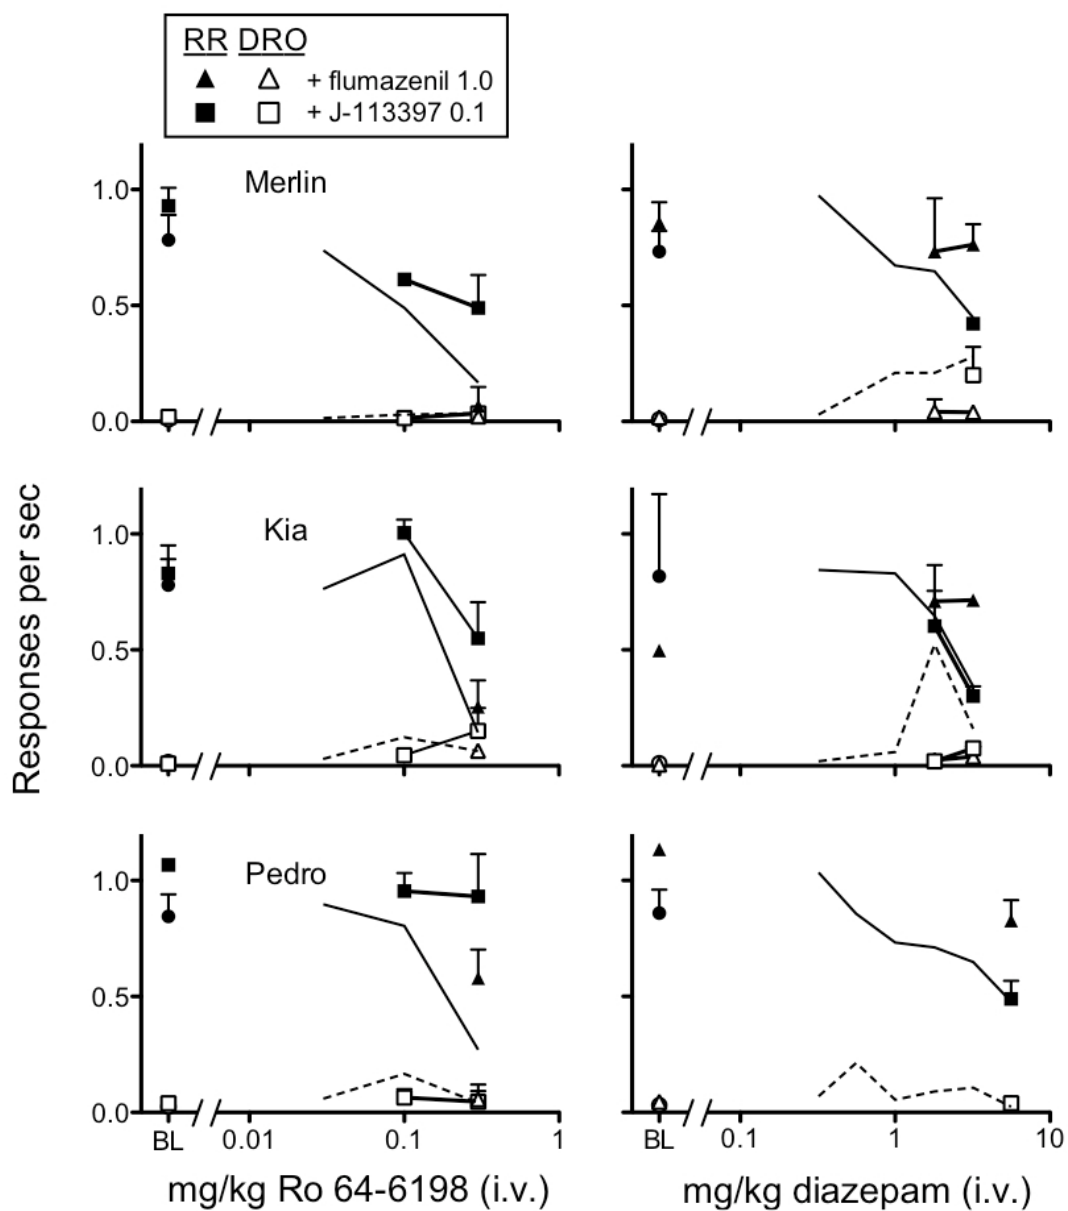 RR DRO
+ flumazenil 1.0
+ J-113397 0.1
Merlin
1.0
0.5
0.0
Responses per sec
Kia
1.0
0.5
0.0
Pedro
1.0
0.5
0.0
BL 0.01 0.1 1
BL 0.1 1 10
mg/kg Ro 64-6198 (i.v.)
mg/kg diazepam (i.v.)